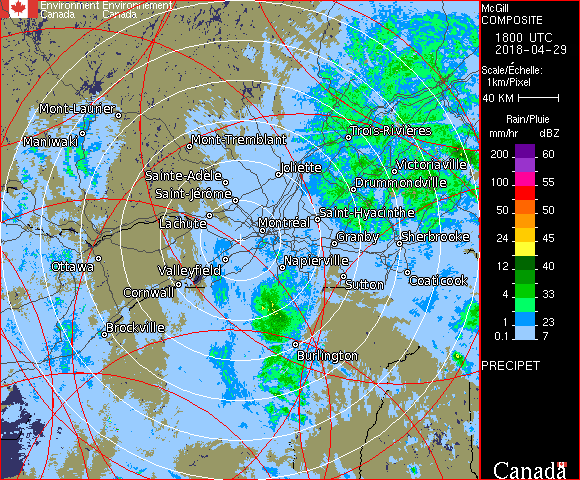 Environment Environnement
Canada Canada
McGill
COMPOSITE
1800 UTC
2018-04-29
Scale/Échelle:
1km/Pixel
40 KM
Rain/Pluie
mm/hr dBZ
200 60
100 55
50 50
24 45
12 40
4 33
1 23
0.1 7
PRECIPET
Canada
Mont-Laurier
Maniwaki
Mont-Tremblant
Trois-Rivières
Joliette
Victoriaville
Sainte-Adèle
Drummondville
Saint-Jérôme
Saint-Hyacinthe
Lachute
Montréal
Granby
Sherbrooke
Ottawa
Valleyfield
Napierville
Sutton
Coaticook
Cornwall
Brockville
Burlington